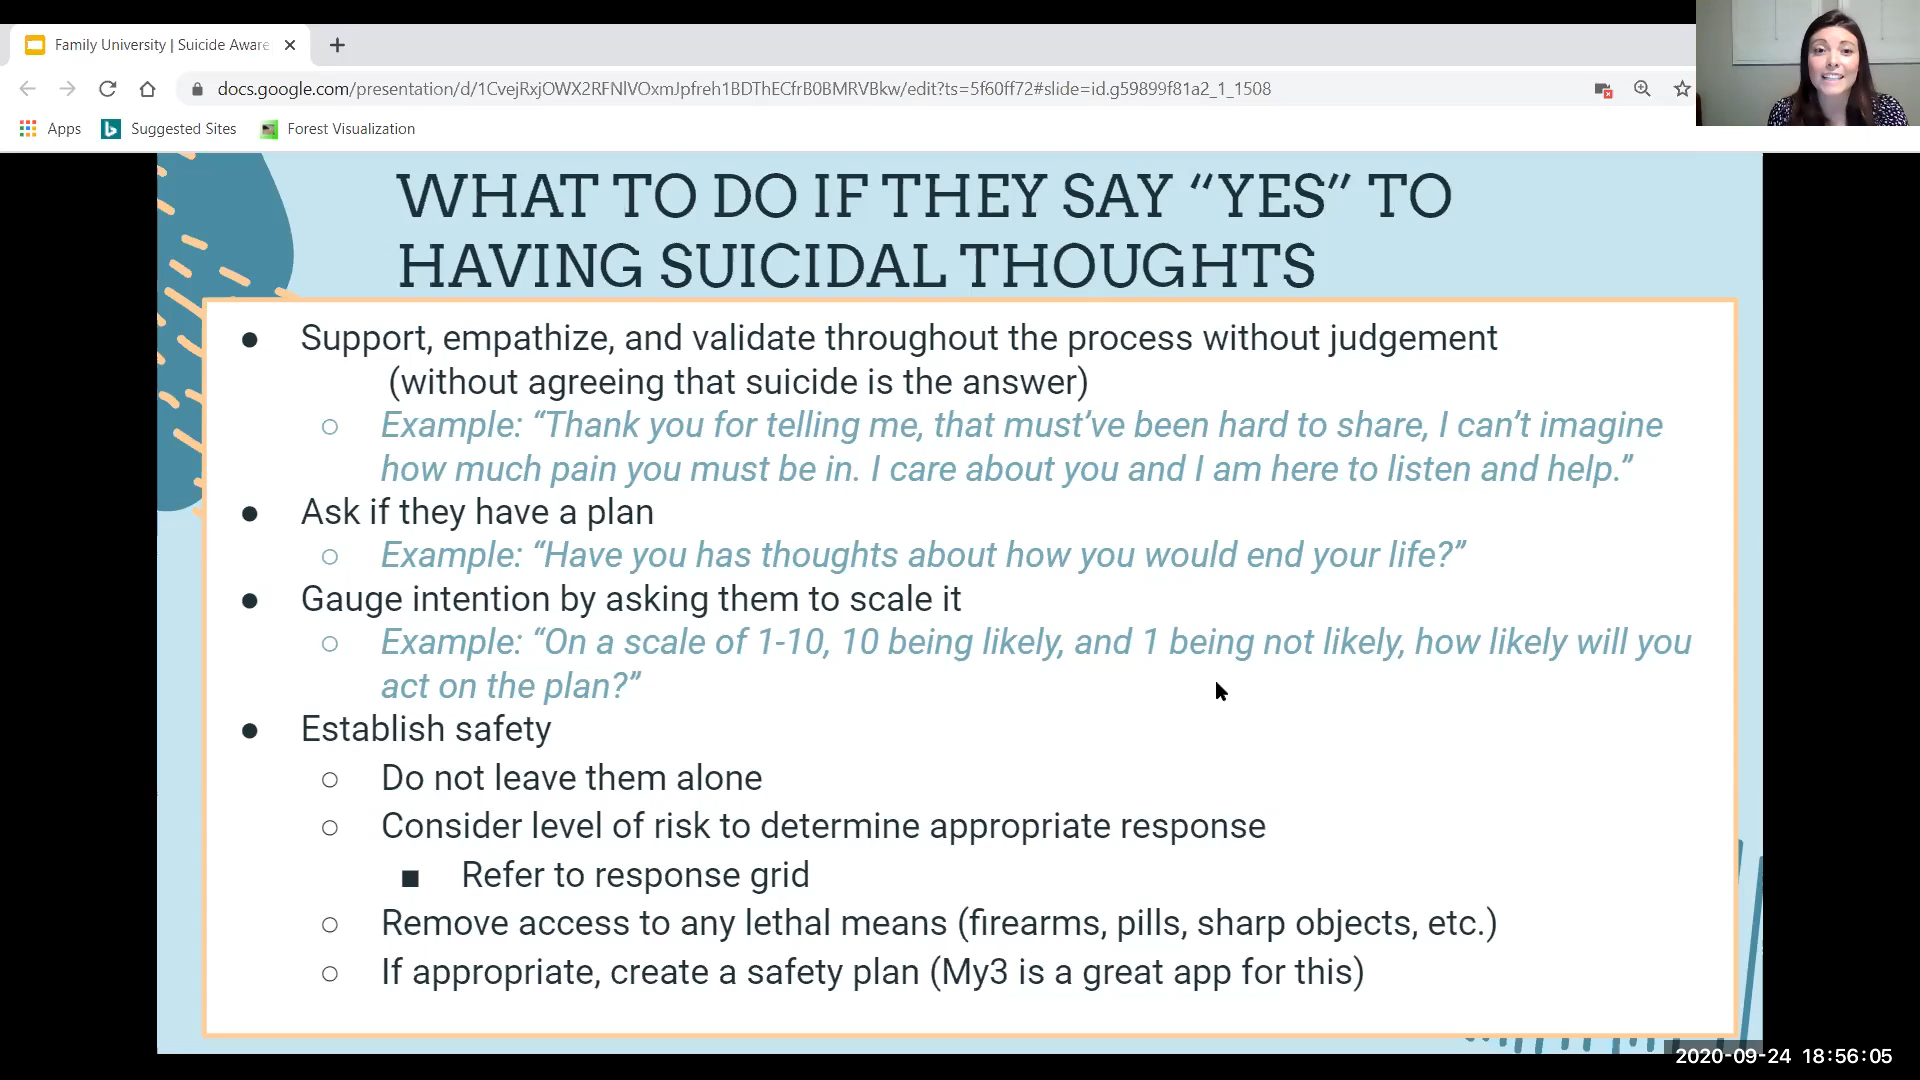 Family University | Suicide Aware
docs.google.com/presentation/d/1CvejRxjOWX2RFNlVOxmJpfreh1BDThECfrB0BMRVBkw/edit?ts=5f60ff72#slide=id.g59899f81a2_1_1508
Apps Suggested Sites Forest Visualization
WHAT TO DO IF THEY SAY “YES” TO
HAVING SUICIDAL THOUGHTS
● Support, empathize, and validate throughout the process without judgement
(without agreeing that suicide is the answer)
○ Example: “Thank you for telling me, that must’ve been hard to share, I can’t imagine
how much pain you must be in. I care about you and I am here to listen and help.”
● Ask if they have a plan
○ Example: “Have you has thoughts about how you would end your life?”
● Gauge intention by asking them to scale it
○ Example: “On a scale of 1-10, 10 being likely, and 1 being not likely, how likely will you
act on the plan?”
● Establish safety
○ Do not leave them alone
○ Consider level of risk to determine appropriate response
■ Refer to response grid
○ Remove access to any lethal means (firearms, pills, sharp objects, etc.)
○ If appropriate, create a safety plan (My3 is a great app for this)
2020-09-24 18:56:05